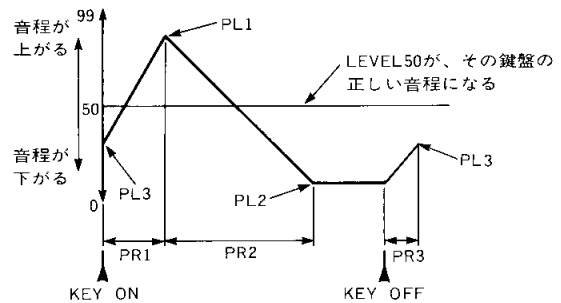 99
音程が
上がる
PL1
LEVEL50が、その鍵盤の
正しい音程になる
50
音程が
下がる
PL3
PL2
PL3
0
PR1
PR2
PR3
KEY ON
KEY OFF